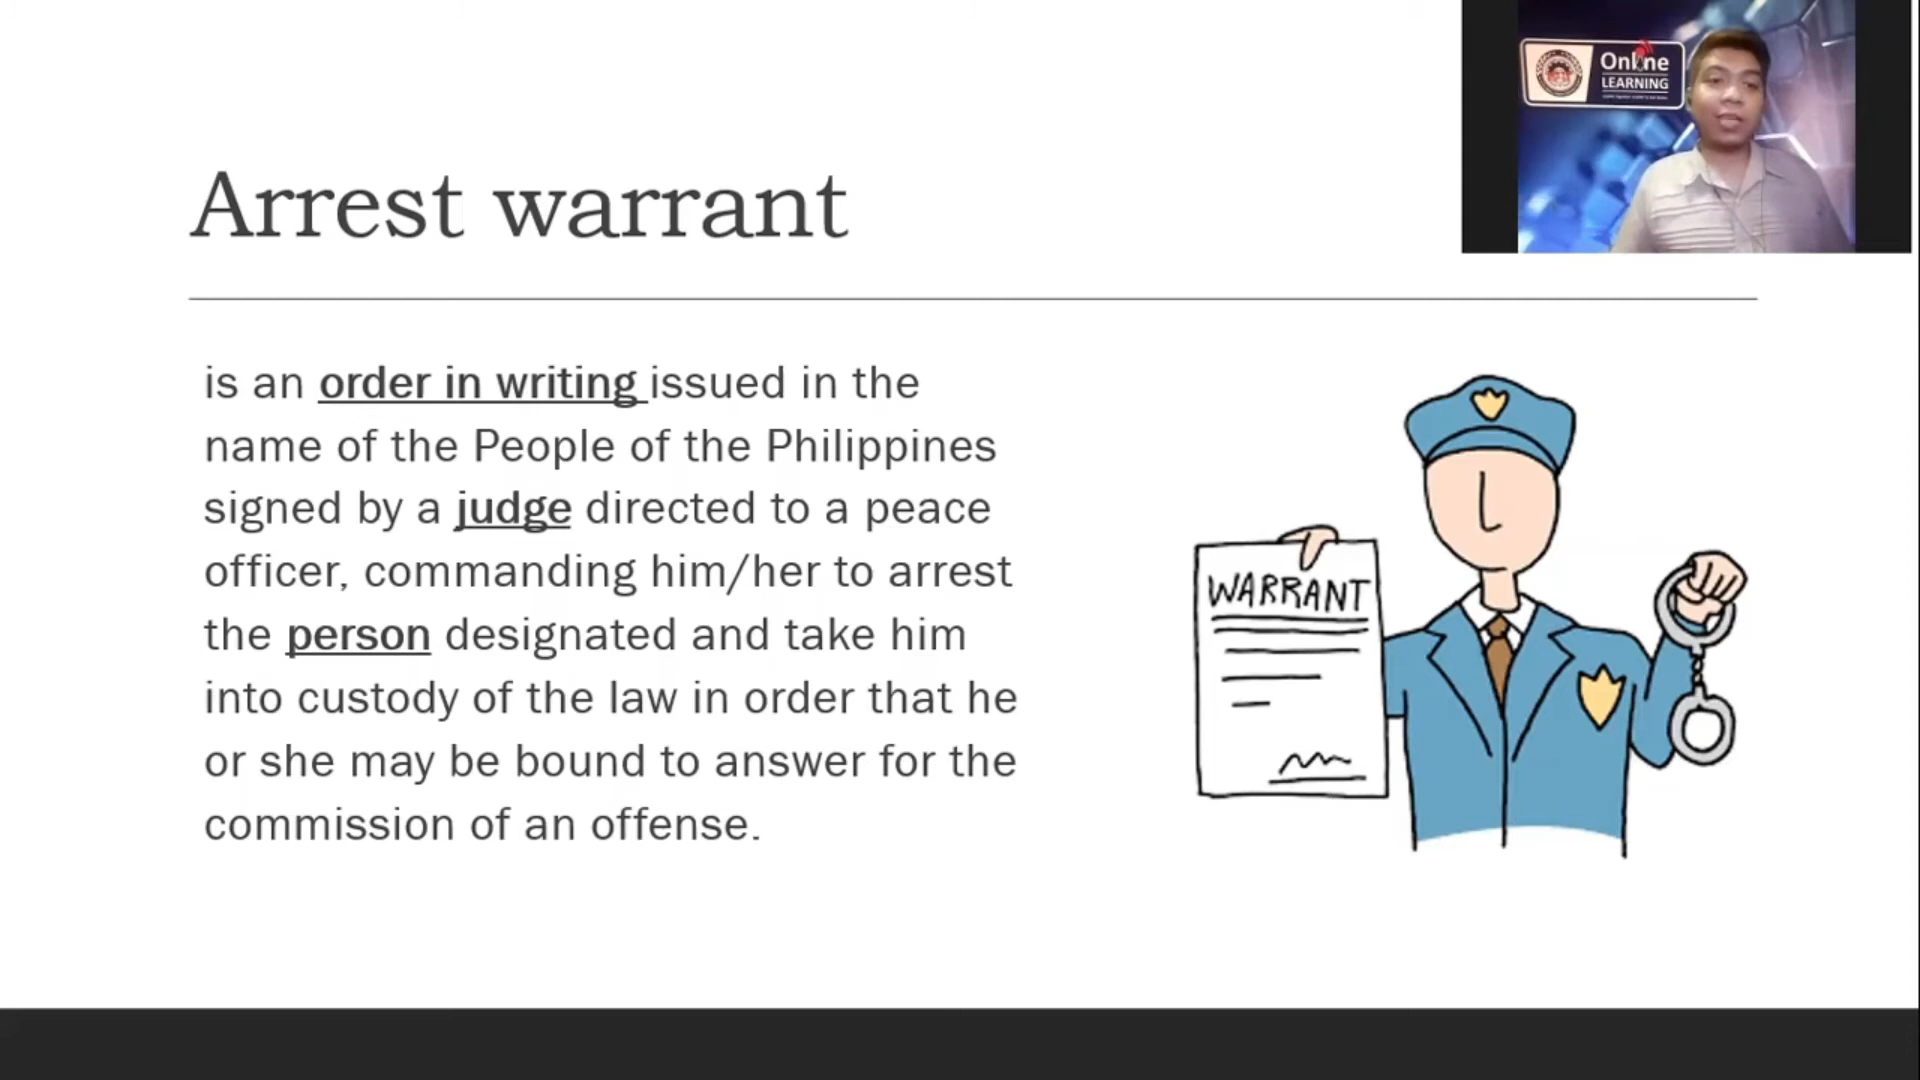 Online
LEARNING
Arrest warrant
is an order in writing issued in the
name of the People of the Philippines
signed by a judge directed to a peace
officer, commanding him/her to arrest
the person designated and take him
into custody of the law in order that he
or she may be bound to answer for the
commission of an offense.
WARRANT